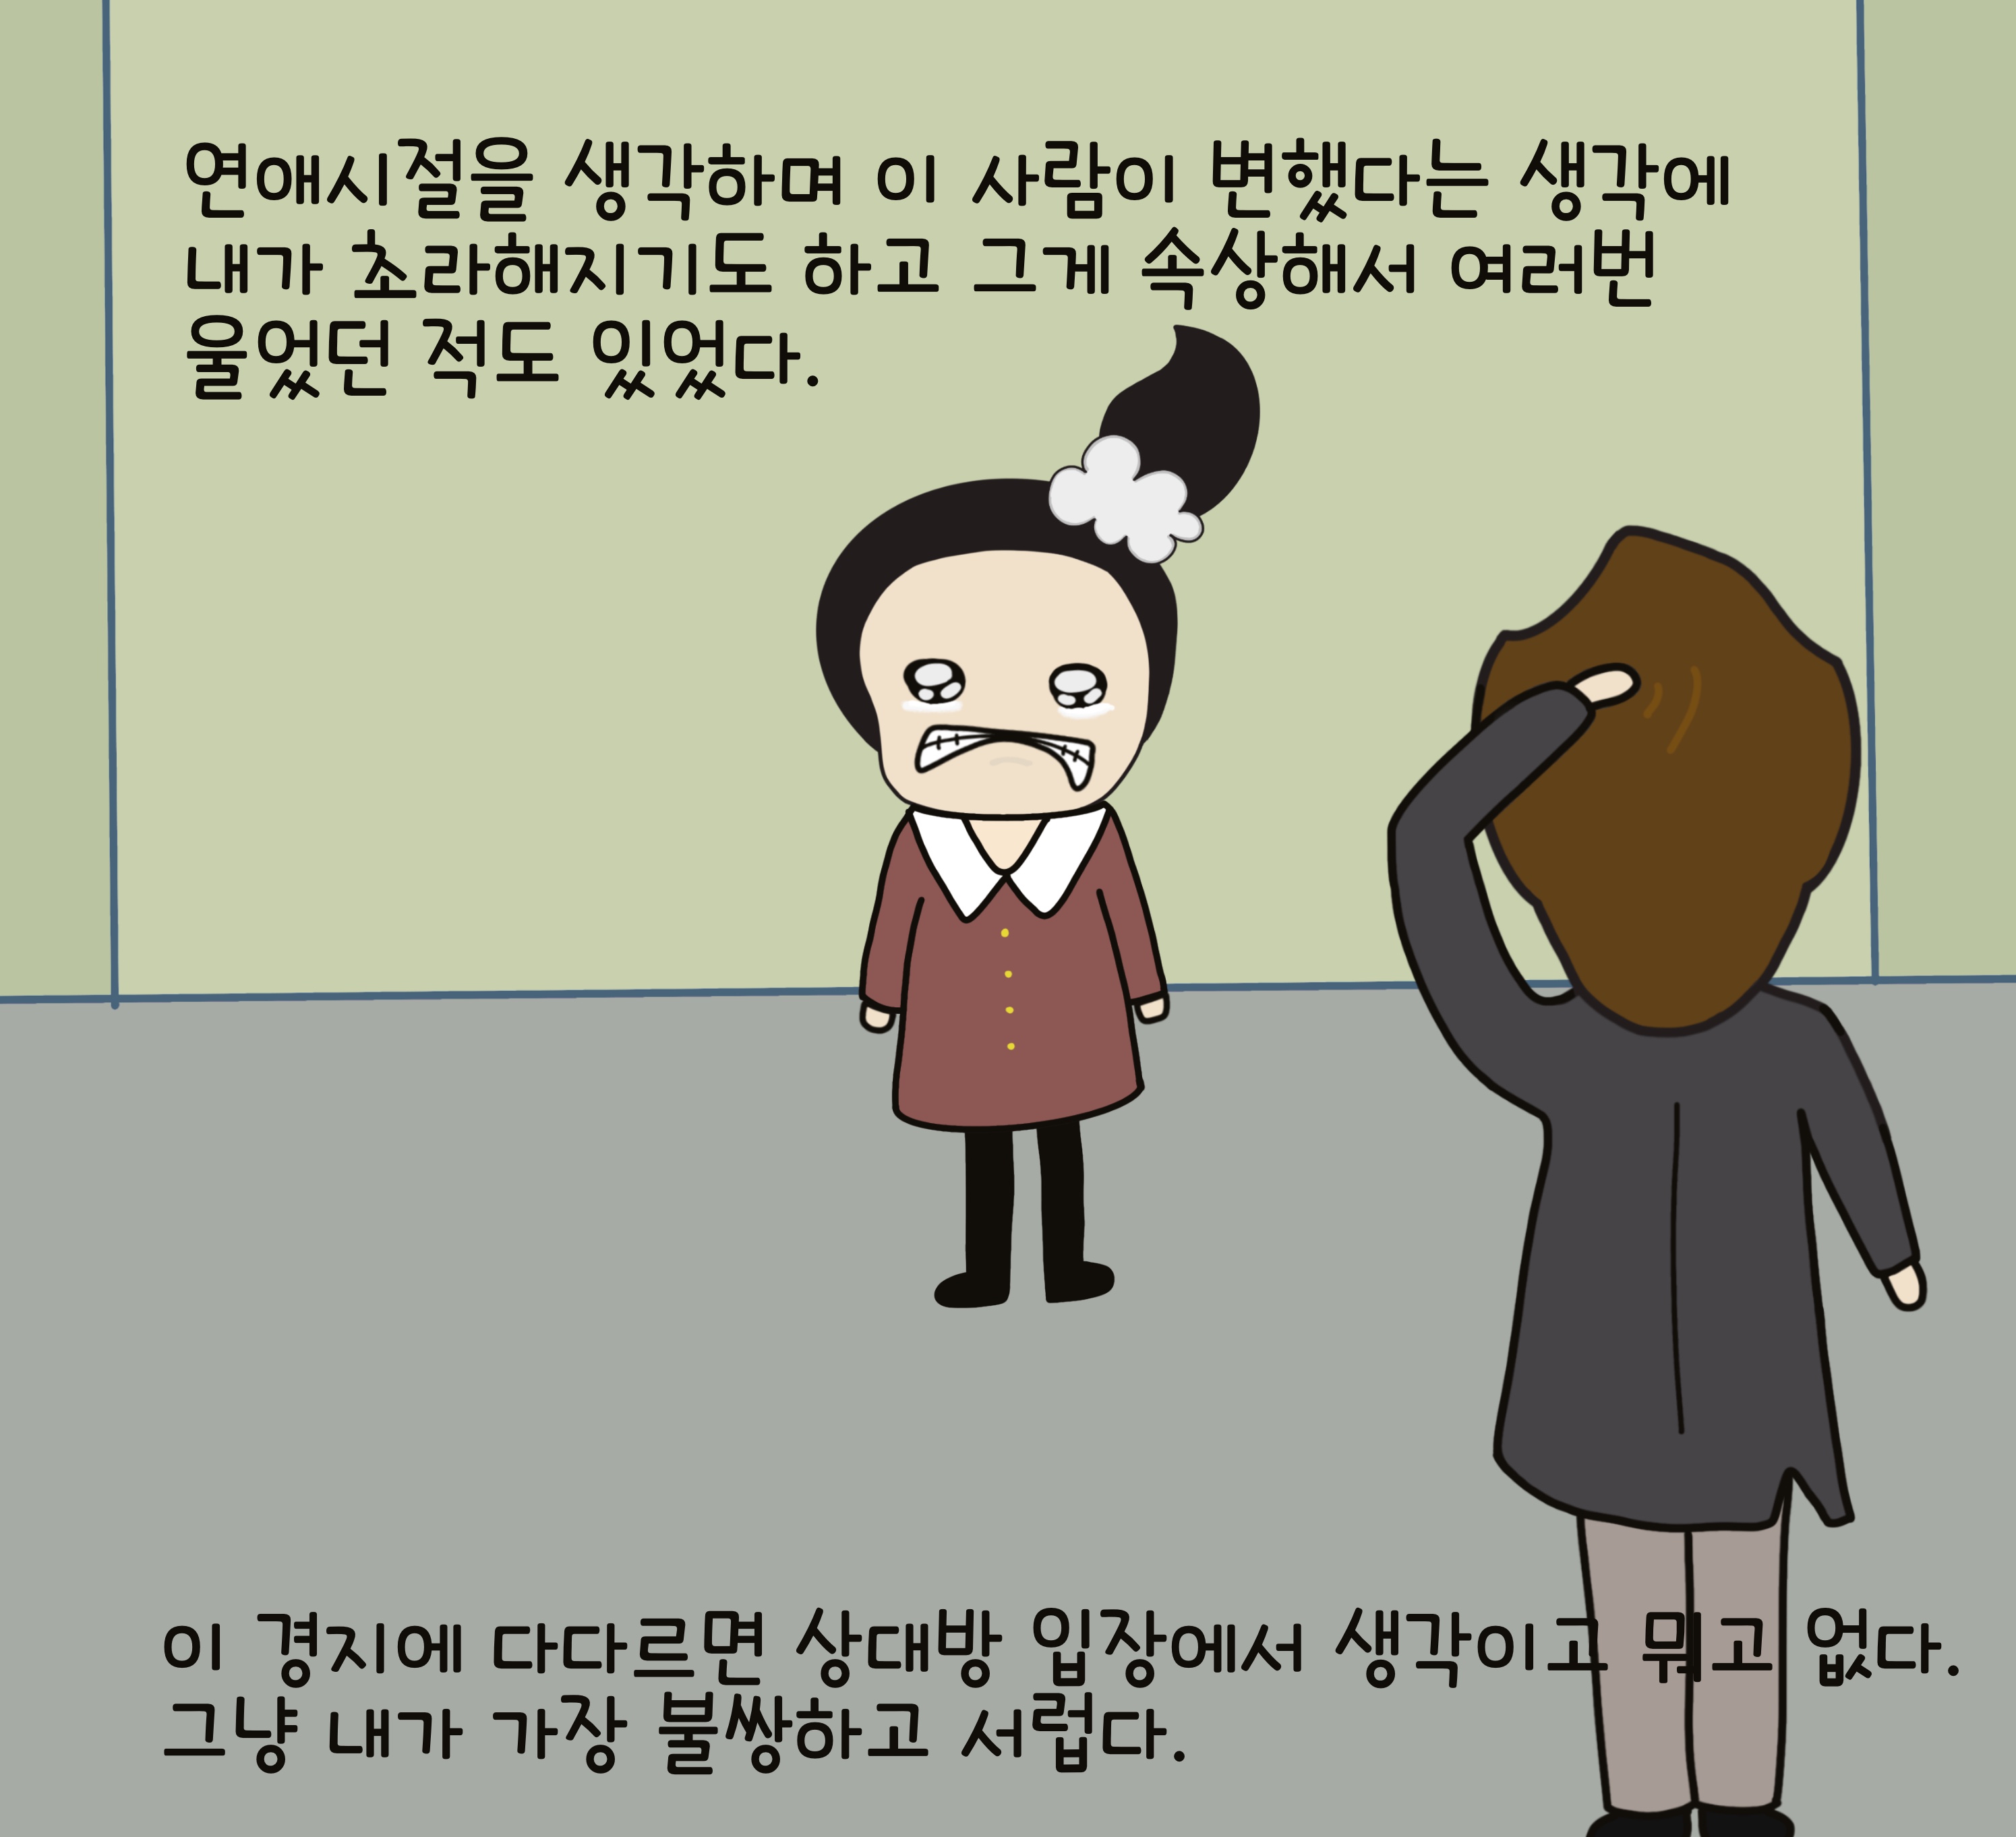 연애시절을 생각하며 이 사람이 변했다는 생각에
내가 초라해지기도 하고 그게 속상해서 여러번
울었던 적도 있었다.
이 경지에 다다르면 상대방 입장에서 생각이고 뭐고 없다.
그냥 내가 가장 불쌍하고 서럽다.